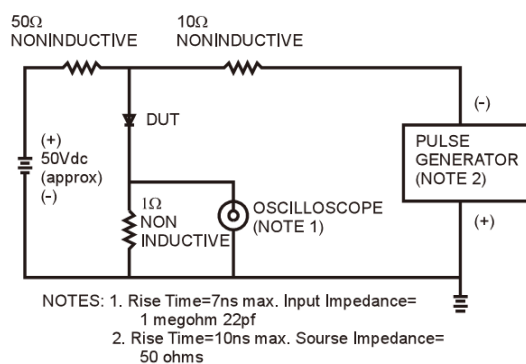 50Ω
NONINDUCTIVE
10Ω
NONINDUCTIVE
(+)
50Vdc
(approx)
(-)
DUT
1Ω
NON
INDUCTIVE
OSCILLOSCOPE
(NOTE 1)
(-)
PULSE
GENERATOR
(NOTE 2)
(+)
NOTES: 1. Rise Time=7ns max. Input Impedance=
1 megohm 22pf
2. Rise Time=10ns max. Sourse Impedance=
50 ohms